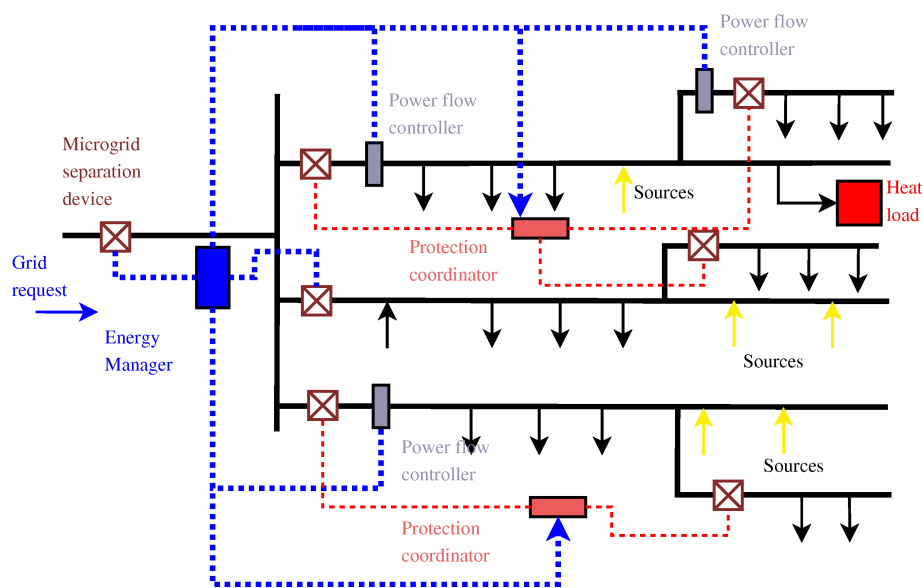 Power flow
controller
Power flow
controller
Microgrid
separation
device
Sources
Heat
load
Protection
coordinator
Grid
request
Energy
Manager
Sources
Power flow
controller
Sources
Protection
coordinator